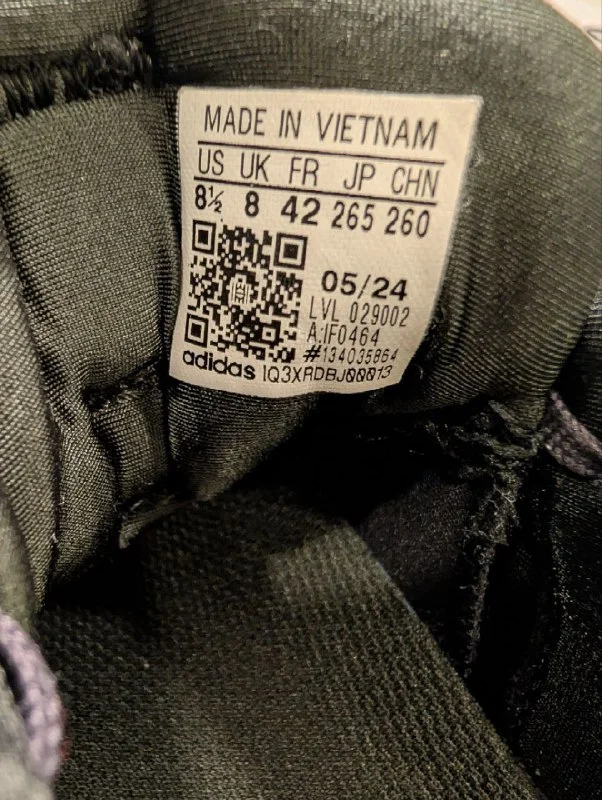 MADE IN VIETNAM
US UK FR JP CHN
8½ 8 42 265 260
05/24
LVL 029002
A:IF0464
#134035864
adidas 1Q3XRDBJ00013